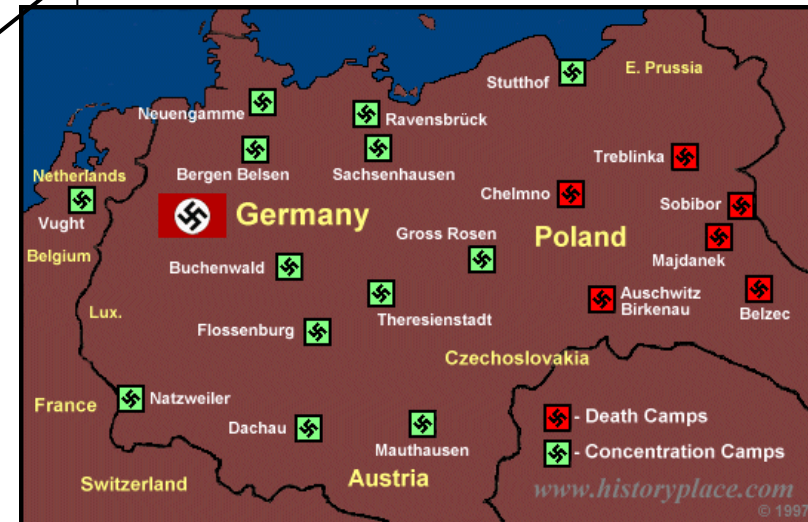 Stutthof
E. Prussia
Neuengamme
Ravensbrück
Treblinka
Bergen Belsen
Sachsenhausen
Netherlands
Chelmno
Sobibor
Vught
Germany
Gross Rosen
Poland
Belgium
Buchenwald
Majdanek
Lux.
Theresienstadt
Auschwitz
Birkenau
Belzec
Flossenburg
Czechoslovakia
France
Natzweiler
Dachau
Mauthausen
- Death Camps
- Concentration Camps
Switzerland
Austria
www.historyplace.com
© 1997